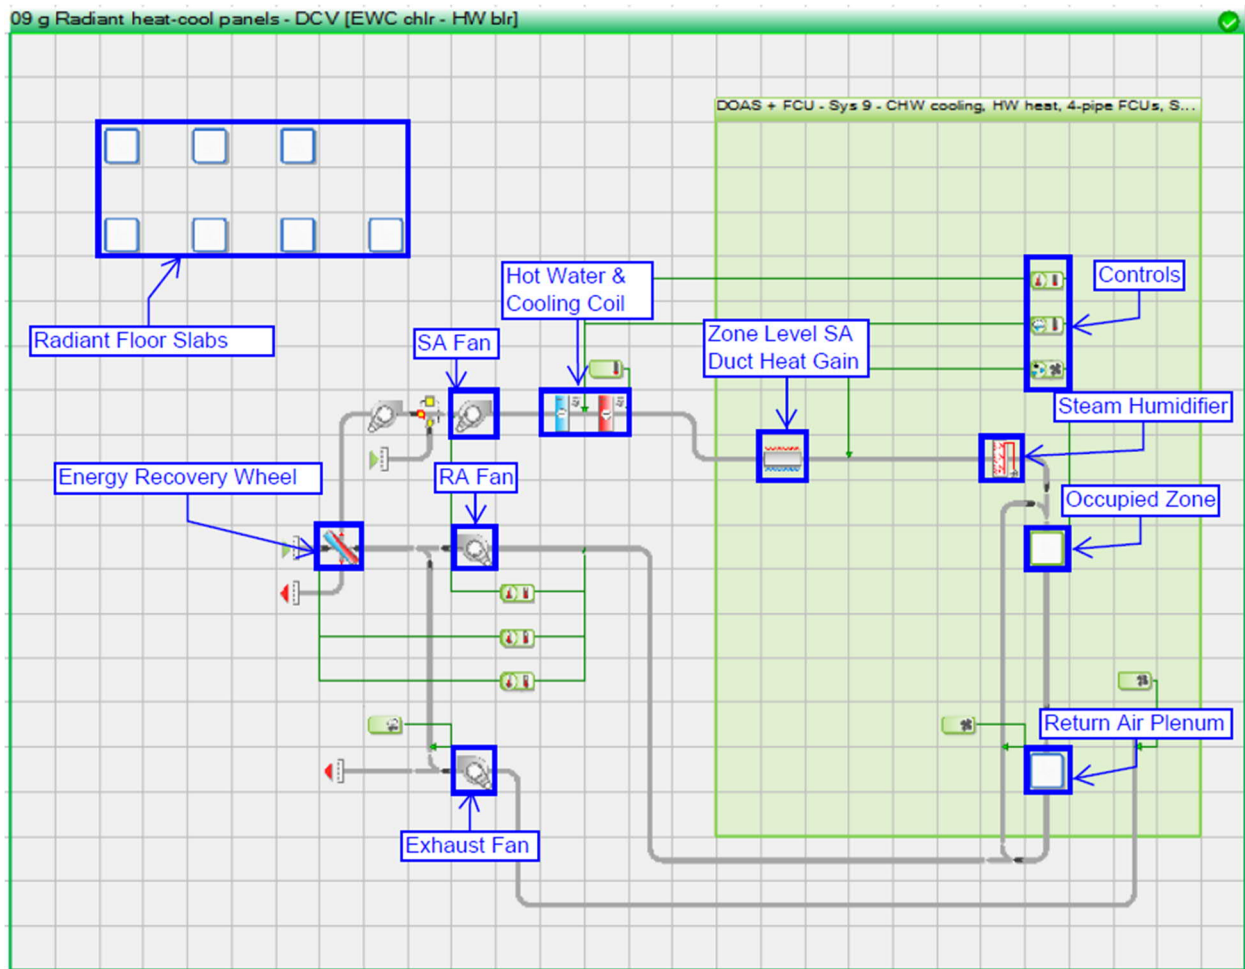 09 g Radiant heat-cool panels - DCV [EWC chlr - HW blr]
DOAS + FCU - Sys 9 - CHW cooling, HW heat, 4-pipe FCUs, S...
Hot Water &
Cooling Coil
Controls
Radiant Floor Slabs
SA Fan
Zone Level SA
Duct Heat Gain
Steam Humidifier
Energy Recovery Wheel
RA Fan
Occupied Zone
Return Air Plenum
Exhaust Fan